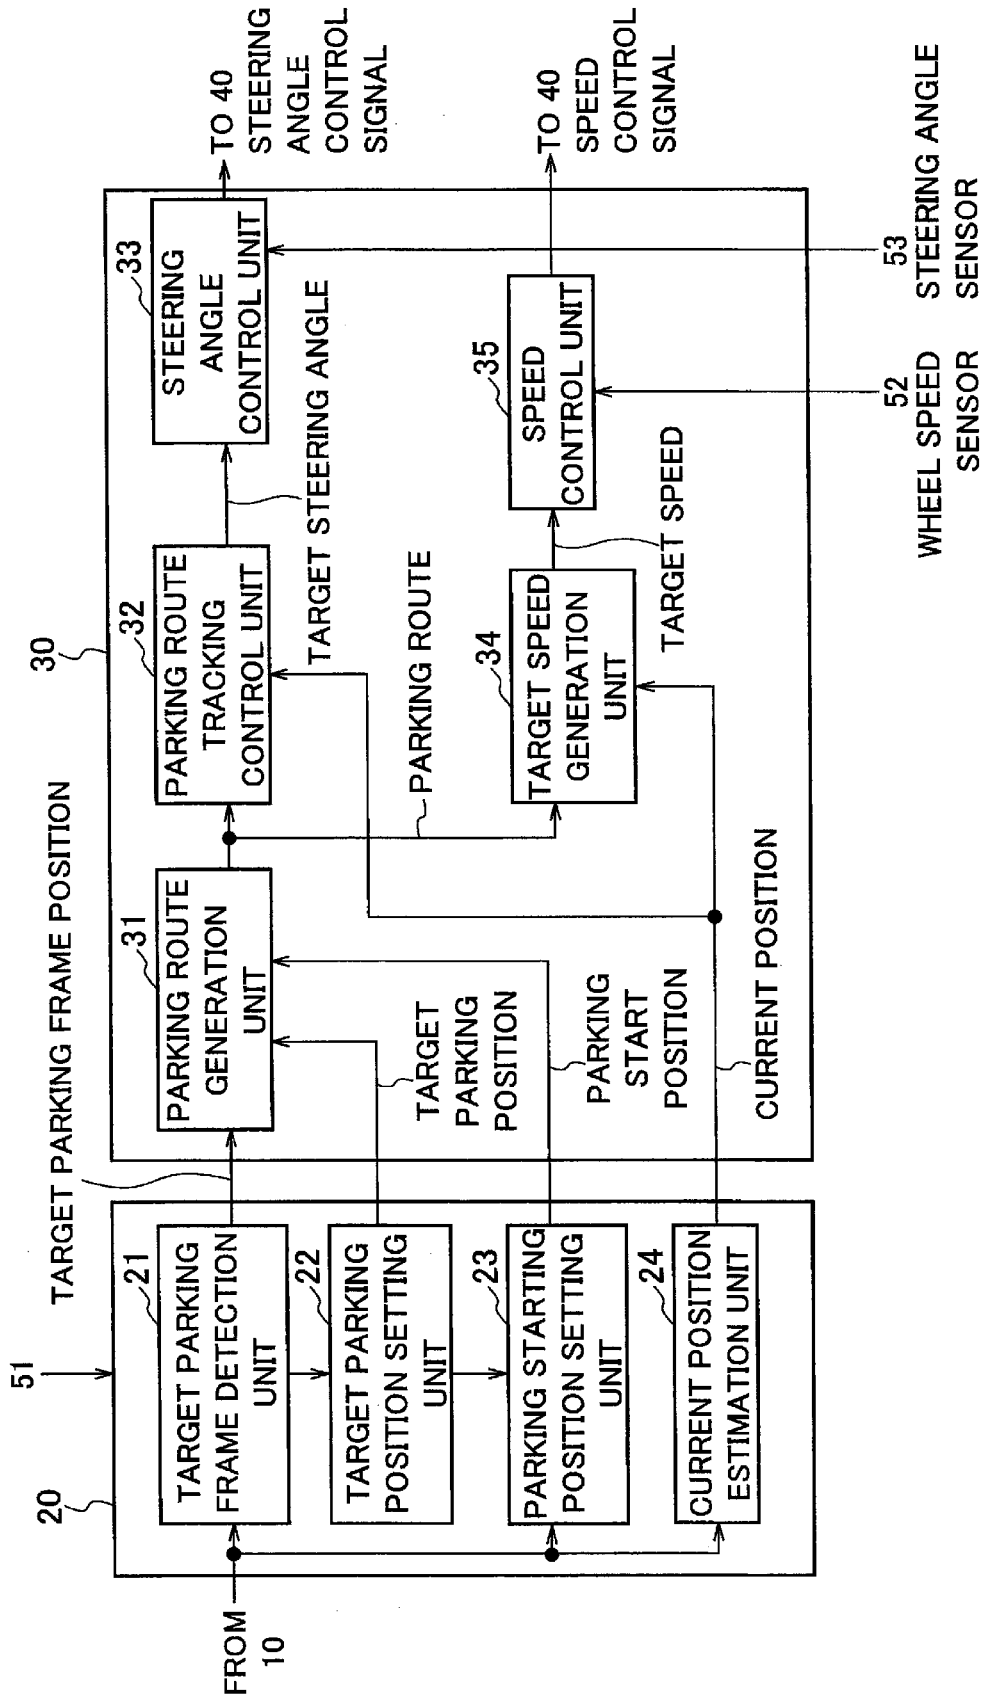 FROM
10
51
20
21
TARGET PARKING
FRAME DETECTION
UNIT
22
TARGET PARKING
POSITION SETTING
UNIT
23
PARKING STARTING
POSITION SETTING
UNIT
24
CURRENT POSITION
ESTIMATION UNIT
TARGET PARKING FRAME POSITION
TARGET
PARKING
POSITION
PARKING
START
POSITION
CURRENT POSITION
30
31
PARKING ROUTE
GENERATION
UNIT
32
PARKING ROUTE
TRACKING
CONTROL UNIT
PARKING ROUTE
TARGET STEERING ANGLE
33
STEERING
ANGLE
CONTROL UNIT
34
TARGET SPEED
GENERATION
UNIT
TARGET SPEED
35
SPEED
CONTROL UNIT
TO 40
STEERING
ANGLE
CONTROL
SIGNAL
TO 40
SPEED
CONTROL
SIGNAL
52
WHEEL SPEED
SENSOR
53
STEERING ANGLE
SENSOR